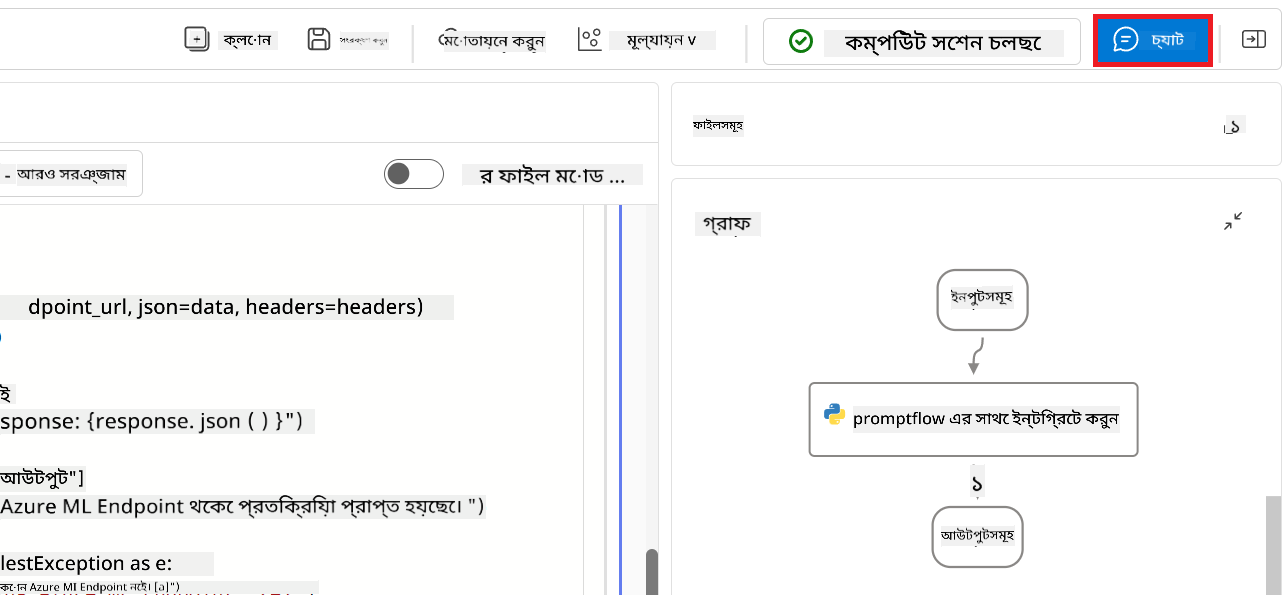 ক্লোন
সংরক্ষণ করুন
মোতায়েন করুন
মূল্যায়ন v
কম্পিউট সেশন চলছে
চ্যাট
ফাইলসমূহ
১
- আরও সরঞ্জাম
র ফাইল মোড ...
গ্রাফ
dpoint_url, json=data, headers=headers)
ই
sponse: {response. json ( ) }")
আউটপুট"]
Azure ML Endpoint থেকে প্রতিক্রিয়া প্রাপ্ত হয়েছে। ")
lestException as e:
কোন Azure Ml Endpoint নেই। [a]")
ইনপুটসমূহ
promptflow এর সাথে ইন্টিগ্রেটে করুন
১
আউটপুটসমূহ